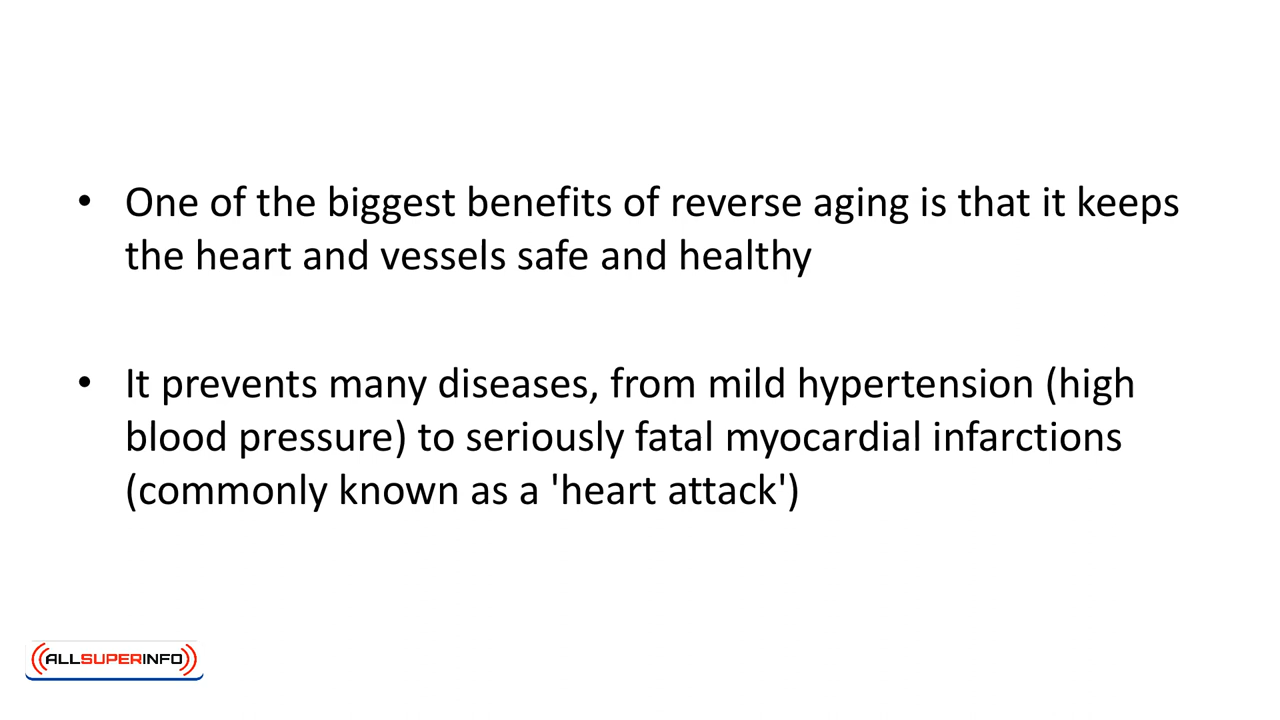 • One of the biggest benefits of reverse aging is that it keeps
the heart and vessels safe and healthy
• It prevents many diseases, from mild hypertension (high
blood pressure) to seriously fatal myocardial infarctions
(commonly known as a 'heart attack')
ALLSUPERINFO